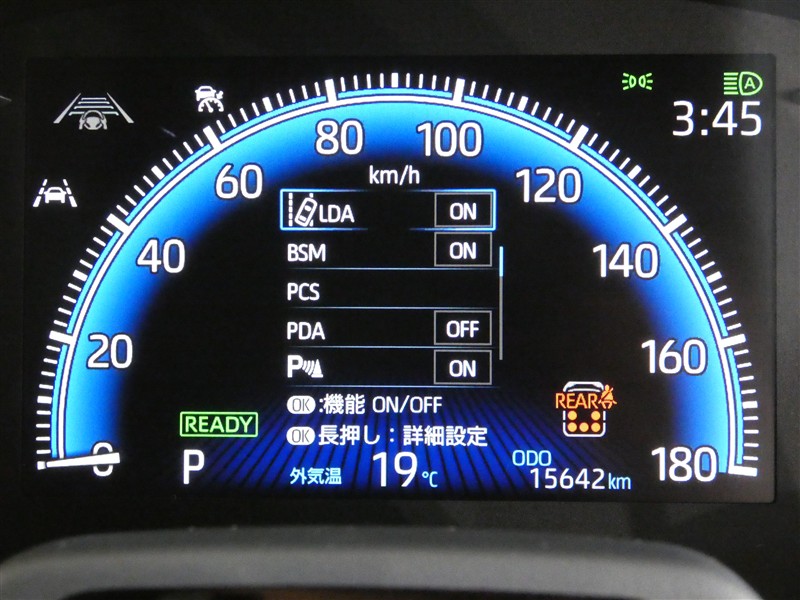 A
3:45
80 100
km/h
60 120
LDA ON
BSM ON
40 140
PCS
PDA OFF
20 160
P ON
OK:機能 ON/OFF
REAR
READY
OK長押し:詳細設定
0 180
P
外気温 19℃
ODO
15642km